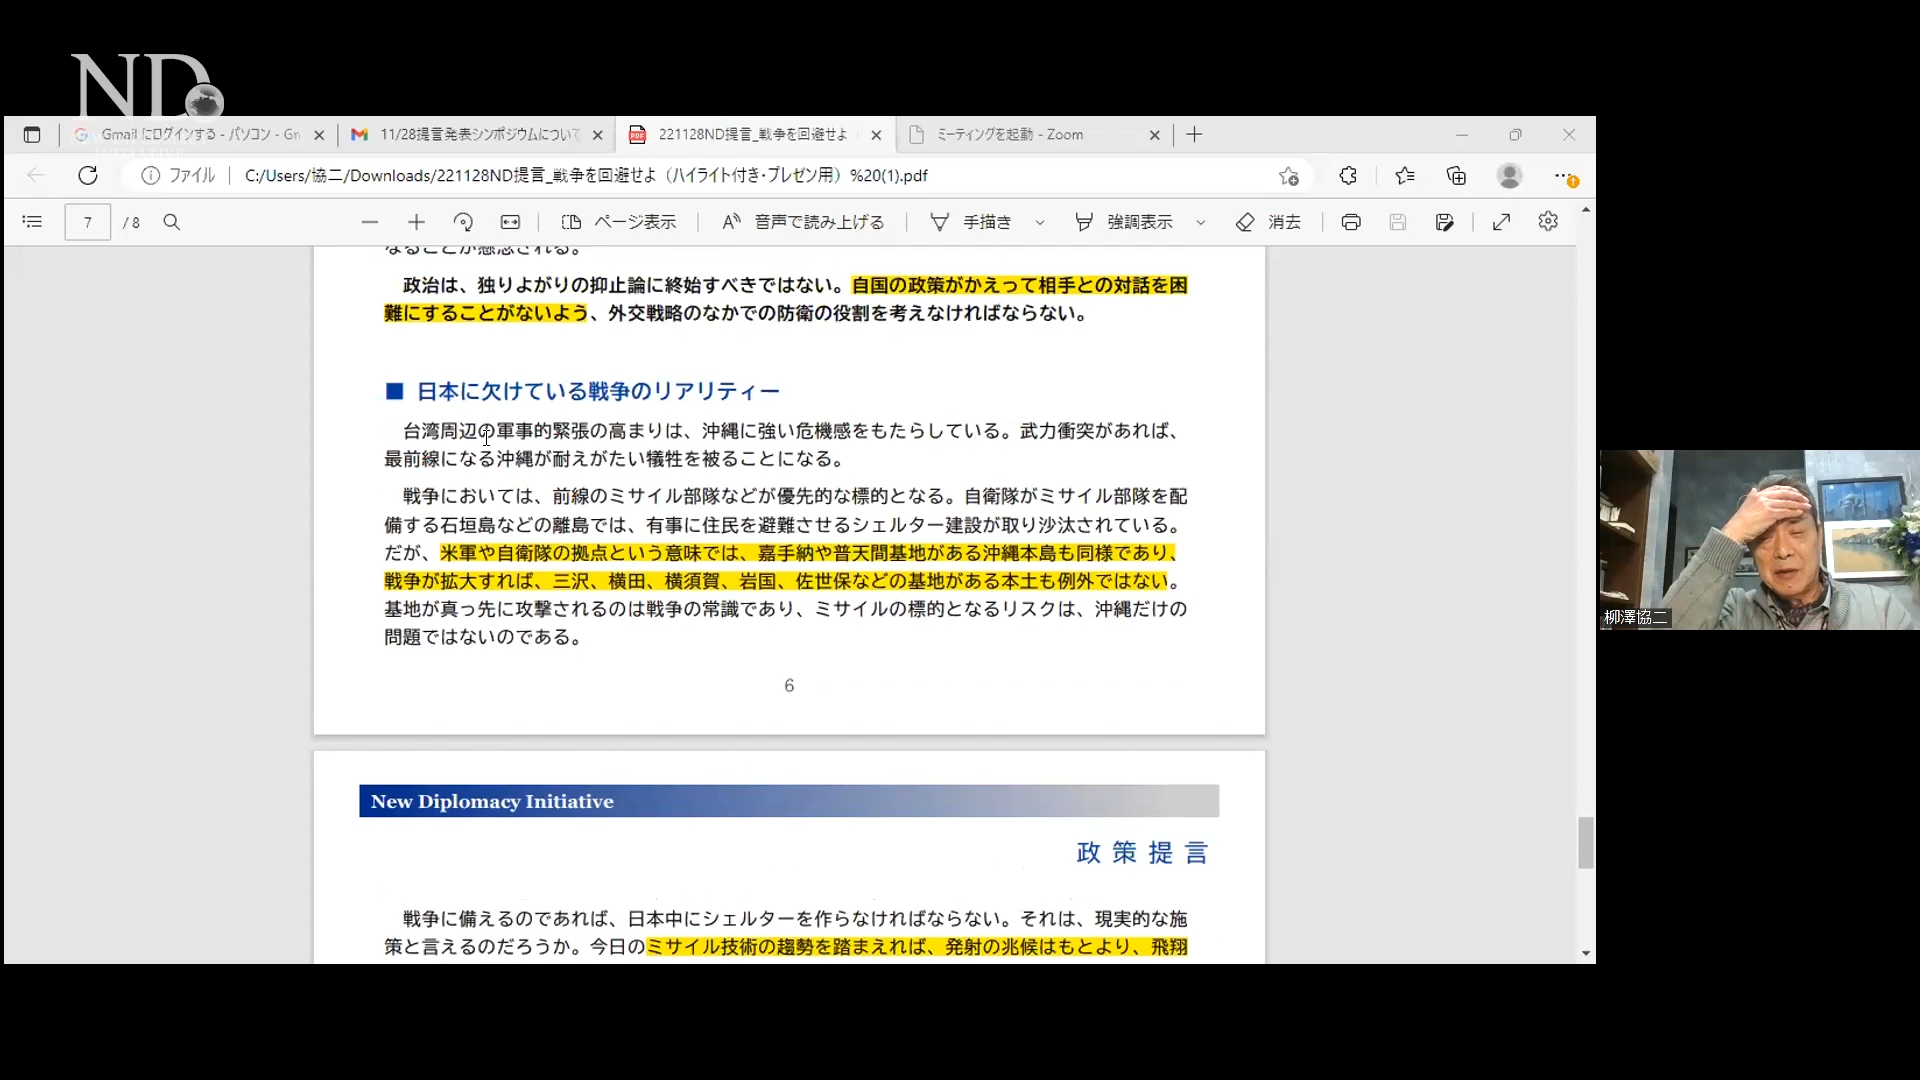 ND
Gmail にログインする - パソコン - Gm
11/28提言発表シンポジウムについて
221128ND提言_戦争を回避せよ（
ミーティングを起動 - Zoom
ファイル
C:/Users/協二/Downloads/221128ND提言_戦争を回避せよ（ハイライト付き・プレゼン用）%20(1).pdf
7 / 8
ページ表示
音声で読み上げる
手描き
強調表示
消去
なることが懸念される。
政治は、独りよがりの抑止論に終始すべきではない。自国の政策がかえって相手との対話を困
難にすることがないよう、外交戦略のなかでの防衛の役割を考えなければならない。
■ 日本に欠けている戦争のリアリティー
台湾周辺の軍事的緊張の高まりは、沖縄に強い危機感をもたらしている。武力衝突があれば、
最前線になる沖縄が耐えがたい犠牲を被ることになる。
戦争においては、前線のミサイル部隊などが優先的な標的となる。自衛隊がミサイル部隊を配
備する石垣島などの離島では、有事に住民を避難させるシェルター建設が取り沙汰されている。
だが、米軍や自衛隊の拠点という意味では、嘉手納や普天間基地がある沖縄本島も同様であり、
戦争が拡大すれば、三沢、横田、横須賀、岩国、佐世保などの基地がある本土も例外ではない。
基地が真っ先に攻撃されるのは戦争の常識であり、ミサイルの標的となるリスクは、沖縄だけの
問題ではないのである。
6
New Diplomacy Initiative
政策提言
戦争に備えるのであれば、日本中にシェルターを作らなければならない。それは、現実的な施
策と言えるのだろうか。今日のミサイル技術の趨勢を踏まえれば、発射の兆候はもとより、飛翔
柳澤協二